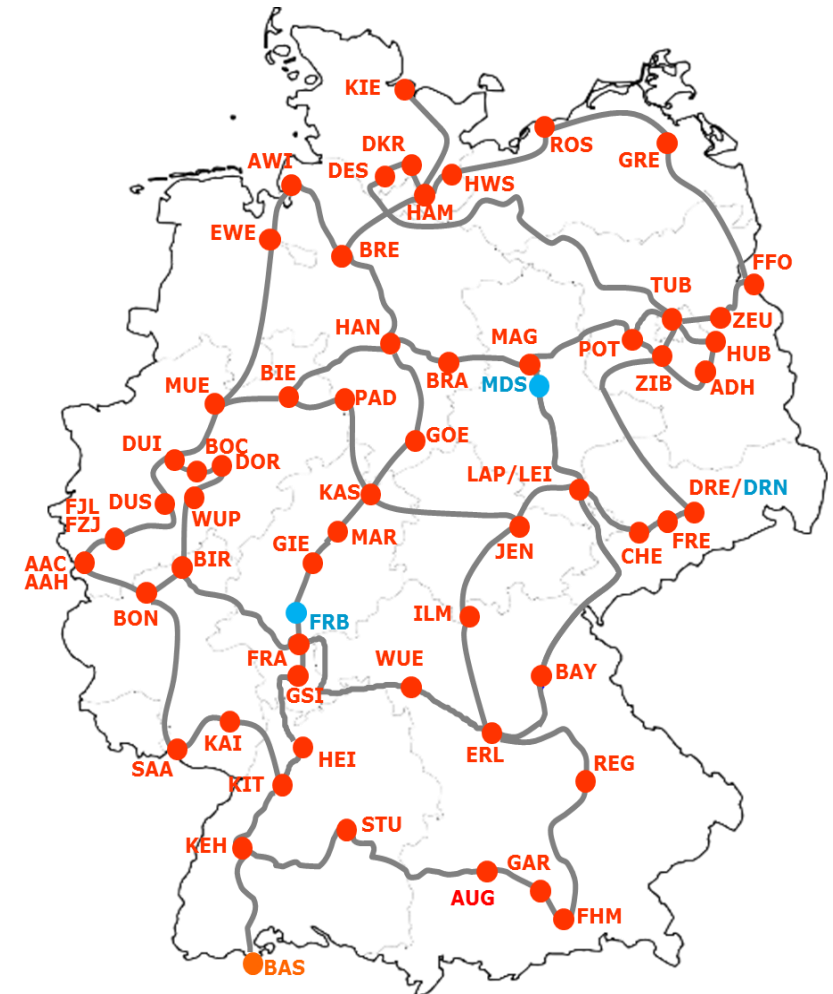 KIE
ROS
DKR
GRE
AWI
DES
HWS
HAM
EWE
BRE
FFO
TUB
HAN
MAG
ZEU
POT
HUB
BIE
BRA
MDS
ZIB
ADH
MUE
PAD
GOE
DUI
BOC
DOR
LAP/LEI
DRE/DRN
KAS
FJL
FZJ
DUS
WUP
MAR
GIE
JEN
CHE
FRE
AAC
AAH
BIR
BON
FRB
ILM
FRA
WUE
BAY
GSI
KAI
SAA
HEI
ERL
REG
KIT
STU
KEH
GAR
AUG
FHM
BAS